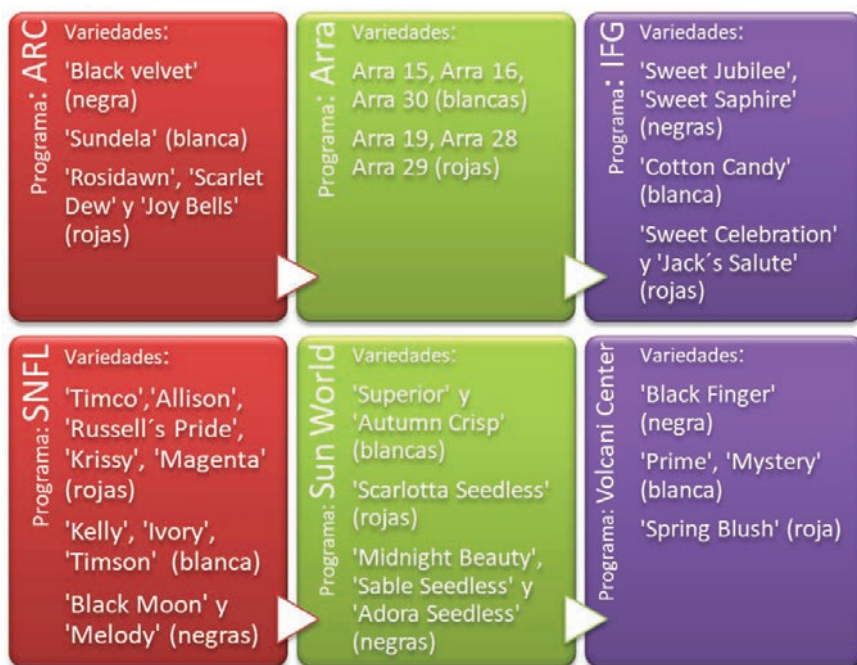 Programa: ARC
Variedades:
'Black velvet'
(negra)
'Sundela' (blanca)
'Rosidawn', 'Scarlet
Dew' y 'Joy Bells'
(rojas)
Programa: Arra
Variedades:
Arra 15, Arra 16,
Arra 30 (blancas)
Arra 19, Arra 28
Arra 29 (rojas)
Programa: IFG
Variedades:
'Sweet Jubilee',
'Sweet Saphire'
(negras)
'Cotton Candy'
(blanca)
'Sweet Celebration'
y 'Jack´s Salute'
(rojas)
Programa: SNFL
Variedades:
'Timco','Allison',
'Russell´s Pride',
'Krissy', 'Magenta'
(rojas)
'Kelly', 'Ivory',
'Timson' (blanca)
'Black Moon' y
'Melody' (negras)
Programa: Sun World
Variedades:
'Superior' y
'Autumn Crisp'
(blancas)
'Scarlotta Seedless'
(rojas)
'Midnight Beauty',
'Sable Seedless' y
'Adora Seedless'
(negras)
Programa: Volcani Center
Variedades:
'Black Finger'
(negra)
'Prime', 'Mystery'
(blanca)
'Spring Blush' (roja)